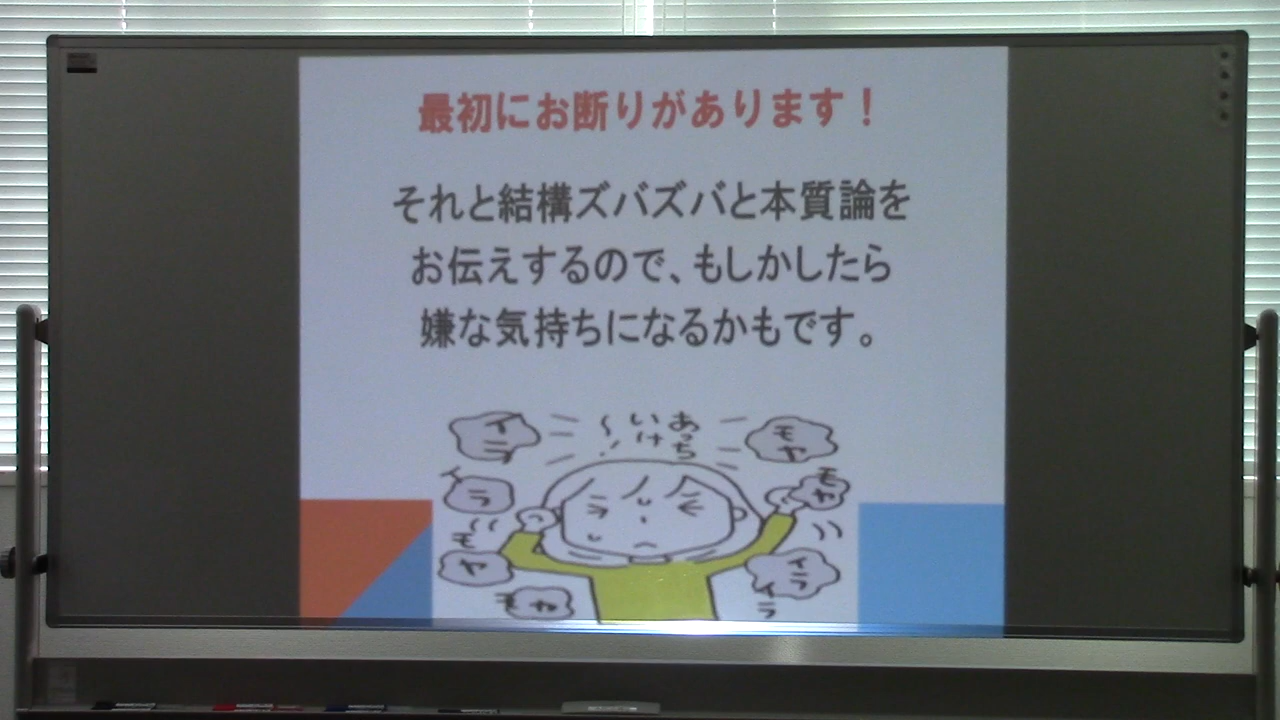 最初にお断りがあります！
それと結構ズバズバと本質論を
お伝えするので、もしかしたら
嫌な気持ちになるかもです。
あっち
いけ
〜!
イラ
モヤ
イラ
モヤ
モヤ
イライラ
モヤ